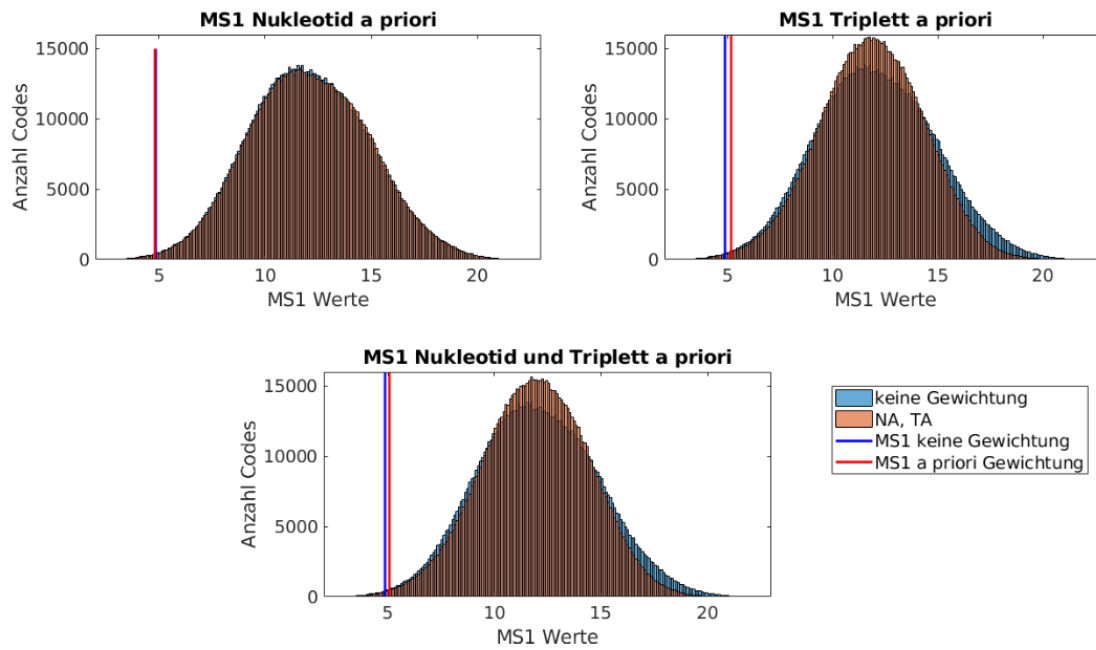 MS1 Nukleotid a priori
15000
10000
5000
0
Anzahl Codes
5 10 15 20
MS1 Werte
MS1 Triplett a priori
15000
10000
5000
0
Anzahl Codes
5 10 15 20
MS1 Werte
MS1 Nukleotid und Triplett a priori
15000
10000
5000
0
Anzahl Codes
5 10 15 20
MS1 Werte
keine Gewichtung
NA, TA
MS1 keine Gewichtung
MS1 a priori Gewichtung